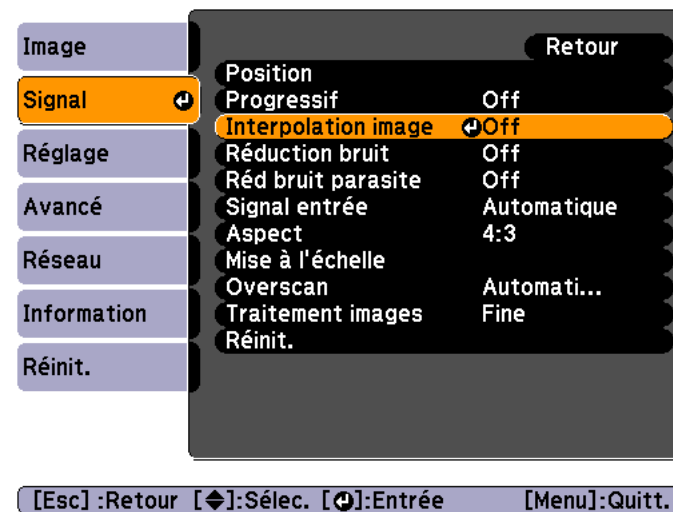 Image
Signal
Réglage
Avancé
Réseau
Information
Réinit.
Retour
Position
Progressif Off
Interpolation image Off
Réduction bruit Off
Réd bruit parasite Off
Signal entrée Automatique
Aspect 4:3
Mise à l'échelle
Overscan Automati...
Traitement images Fine
Réinit.
[Esc] :Retour [◆]:Sélec. [↵]:Entrée [Menu]:Quitt.